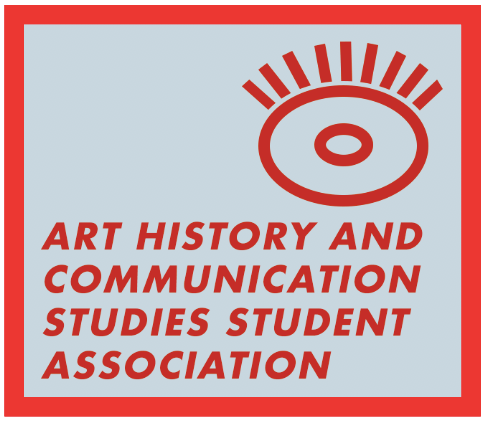 ART HISTORY AND
COMMUNICATION
STUDIES STUDENT
ASSOCIATION